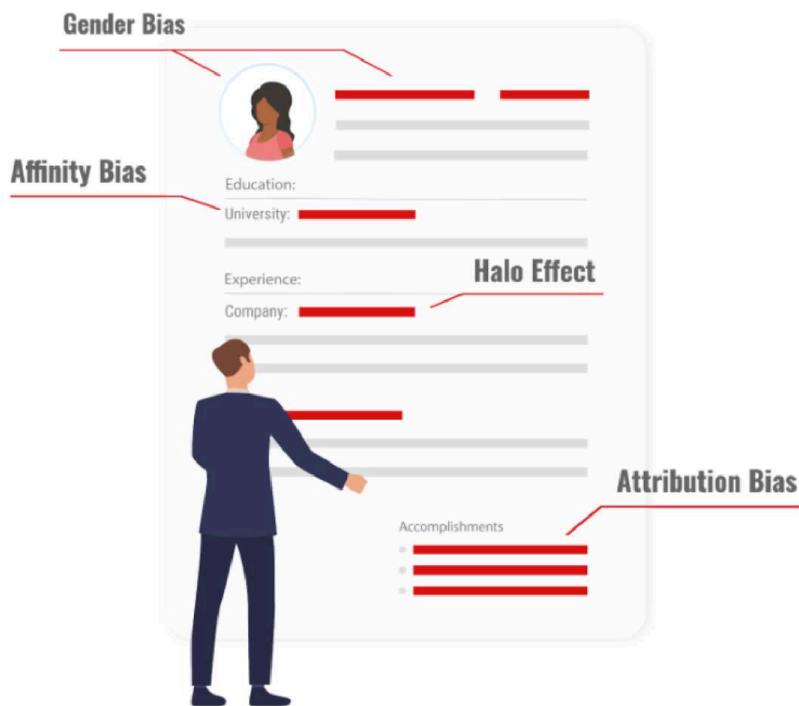 Gender Bias
Affinity Bias
Education:
University:
Halo Effect
Experience:
Company:
Attribution Bias
Accomplishments